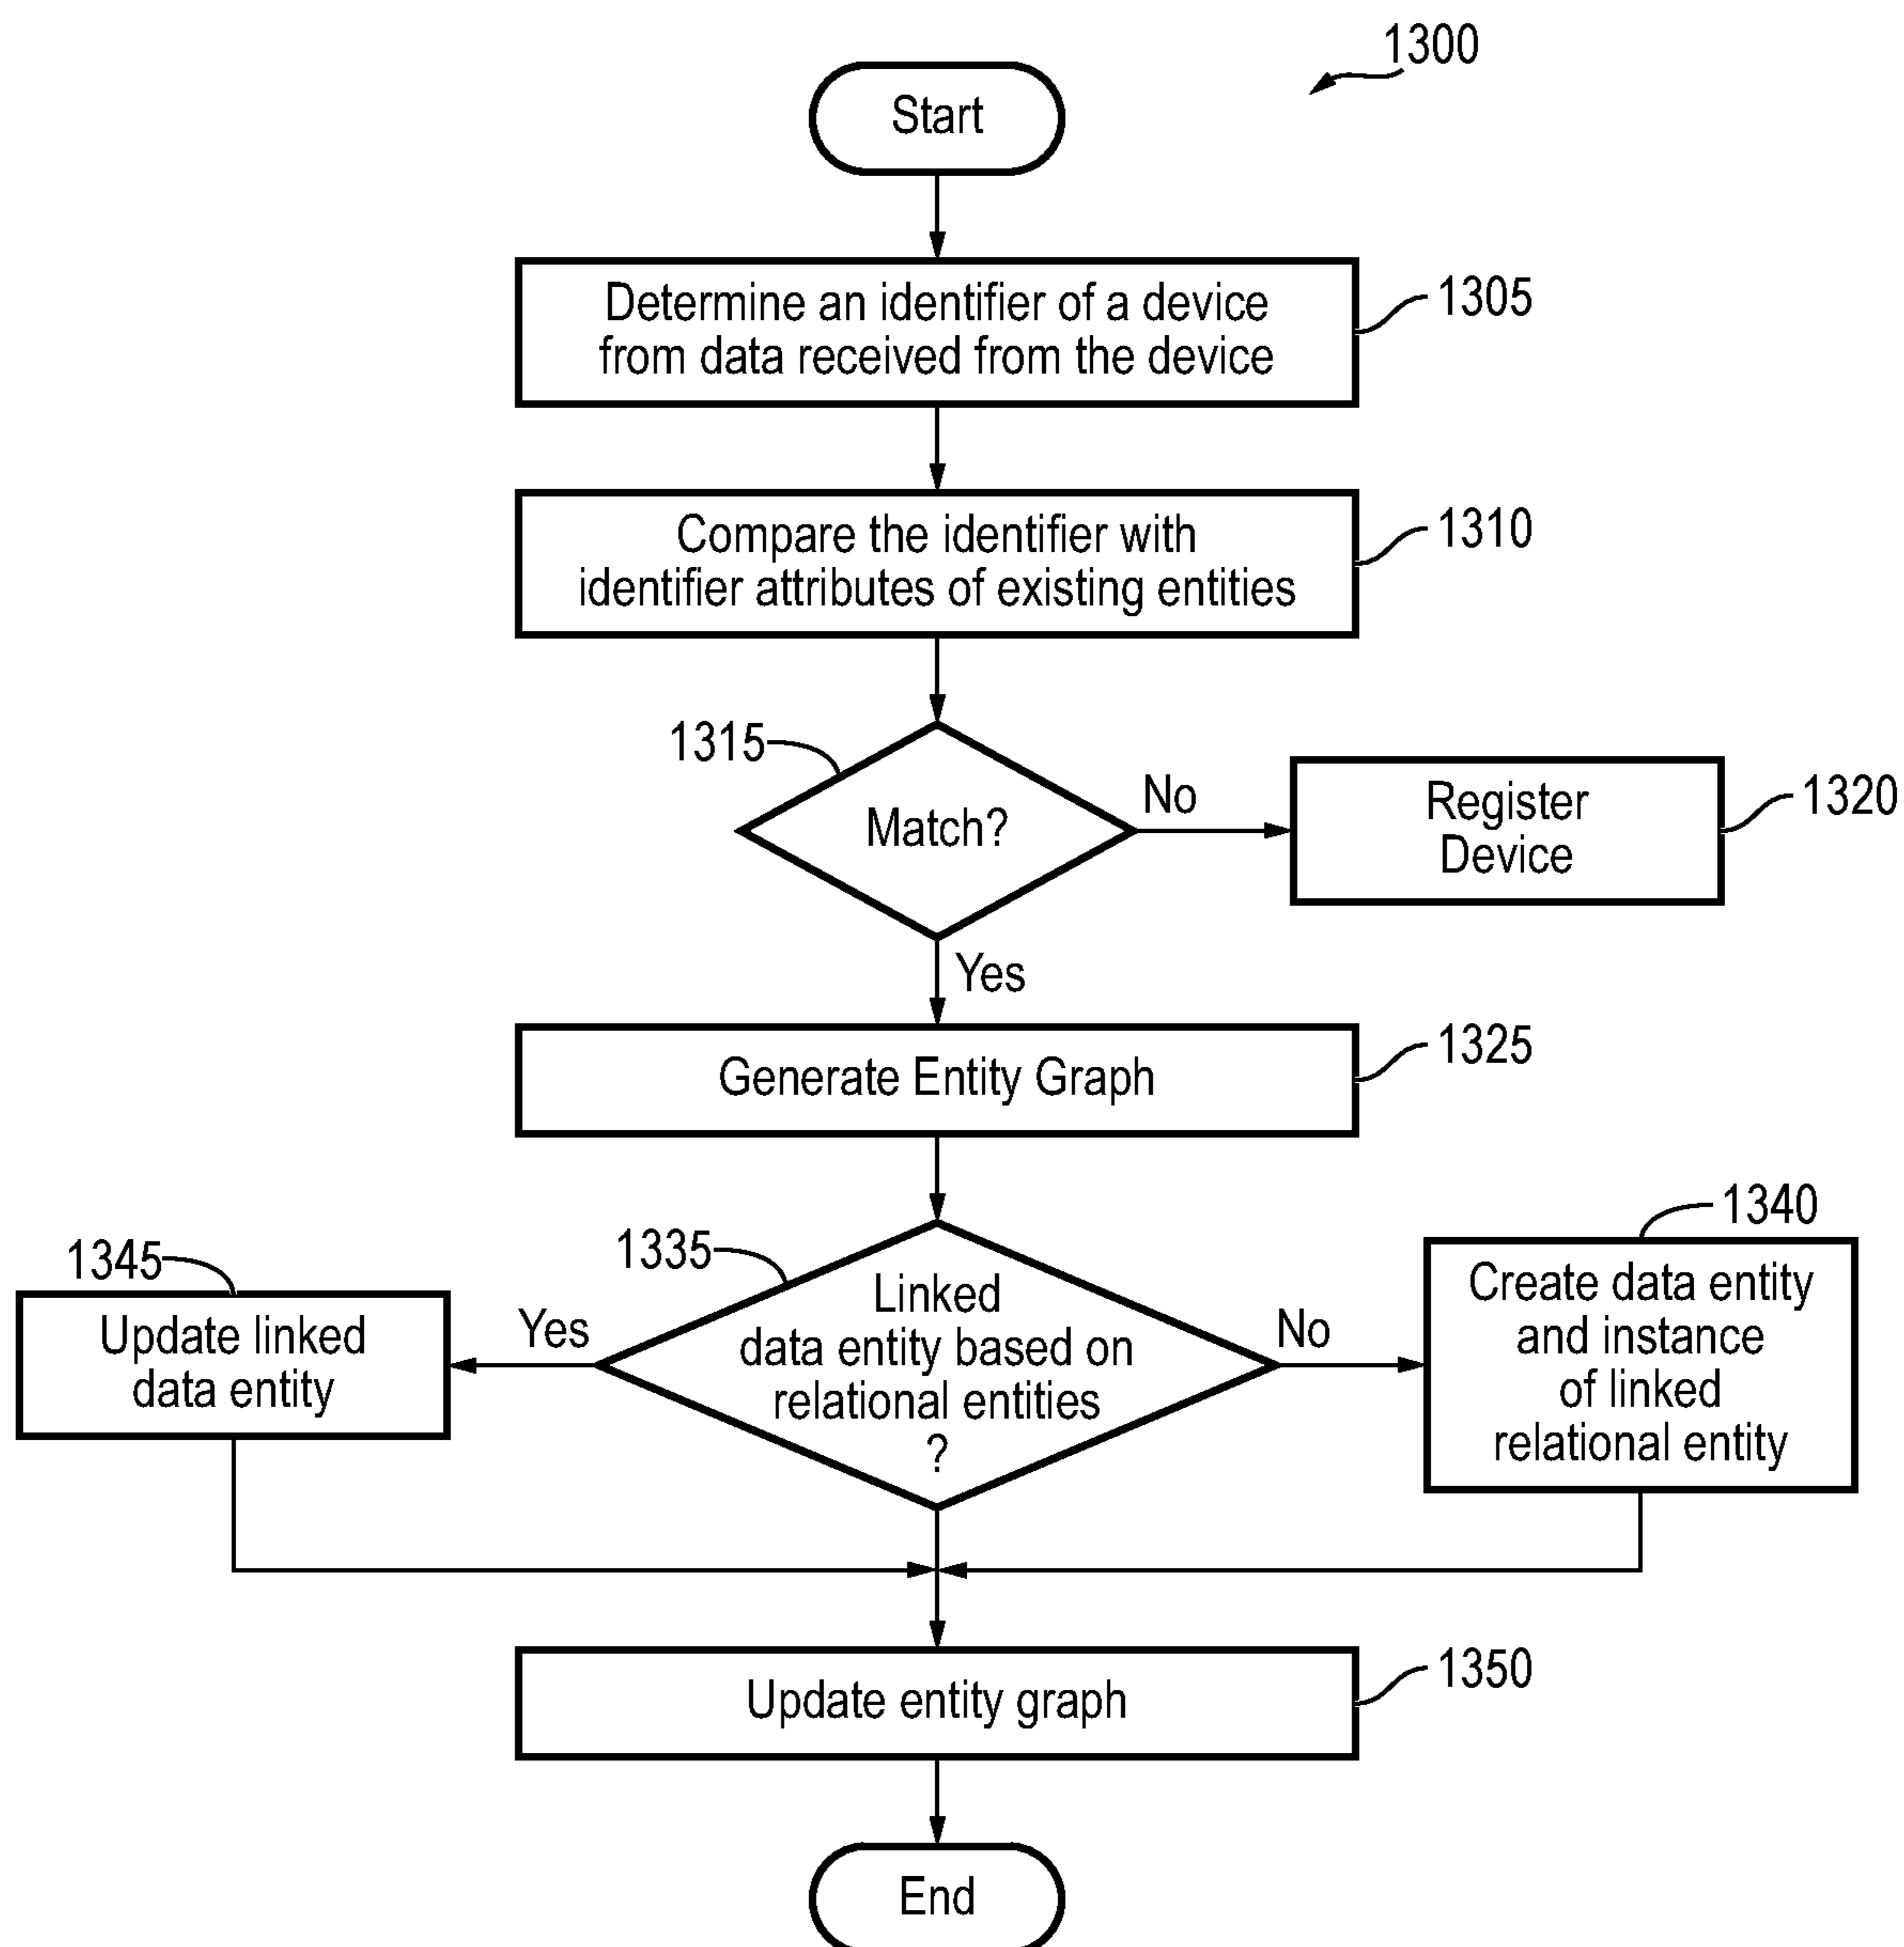 1300
Start
Determine an identifier of a device
from data received from the device
1305
Compare the identifier with
identifier attributes of existing entities
1310
1315
Match?
No
Register
Device
1320
Yes
Generate Entity Graph
1325
1345
Update linked
data entity
Yes
1335
Linked
data entity based on
relational entities
?
No
1340
Create data entity
and instance
of linked
relational entity
Update entity graph
1350
End